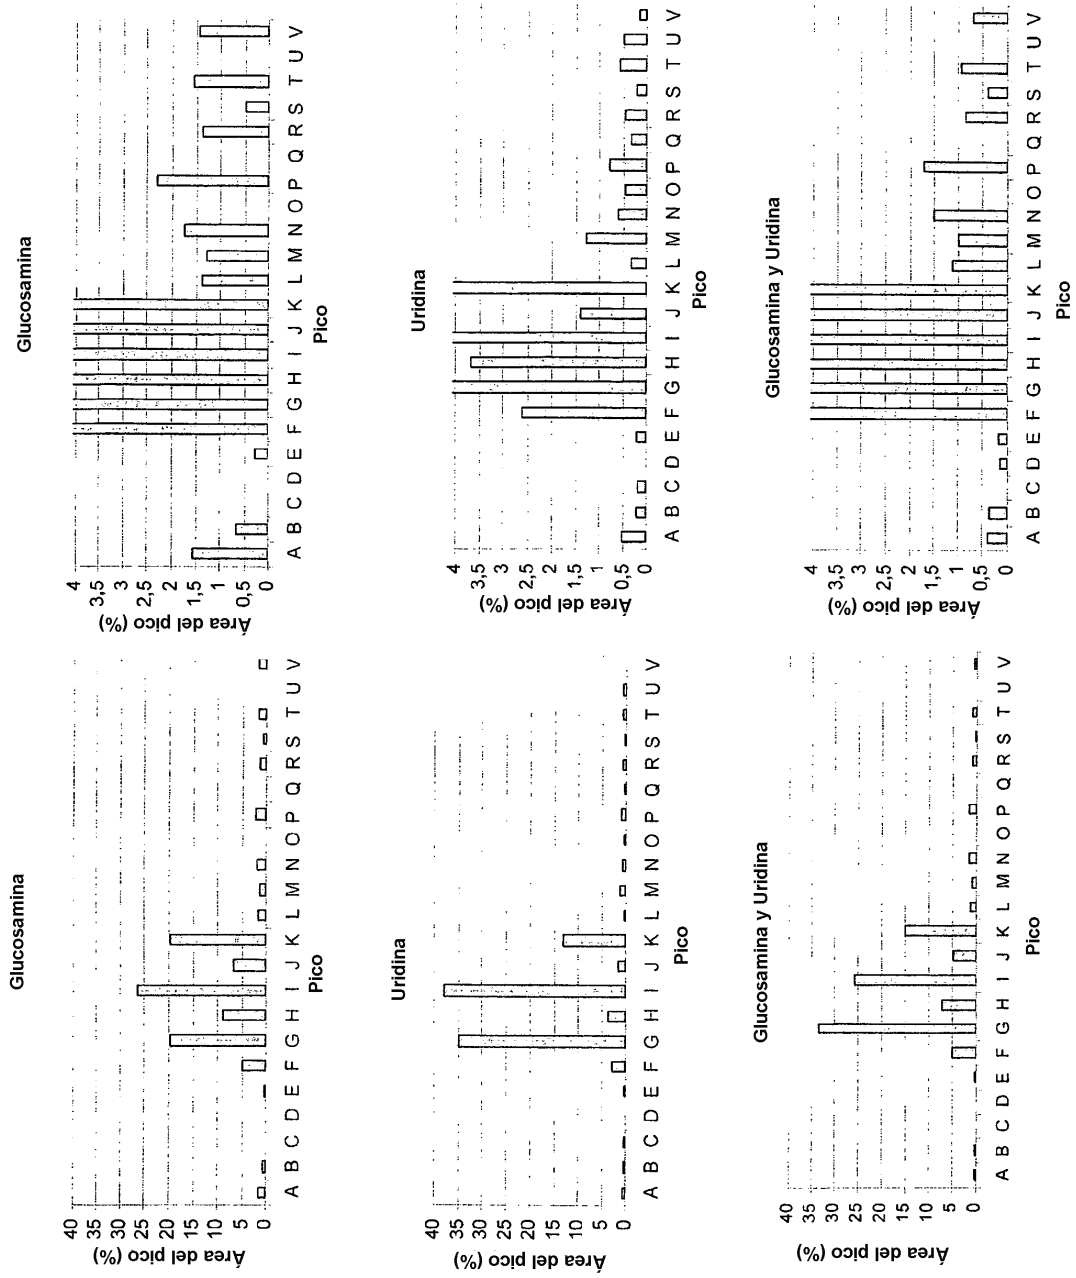 Glucosamina
Área del pico (%)
40
35
30
25
20
15
10
5
0
A B C D E F G H I J K L M N O P Q R S T U V
Pico
Glucosamina
Área del pico (%)
4
3,5
3
2,5
2
1,5
1
0,5
0
A B C D E F G H I J K L M N O P Q R S T U V
Pico
Uridina
Área del pico (%)
40
35
30
25
20
15
10
5
0
A B C D E F G H I J K L M N O P Q R S T U V
Pico
Uridina
Área del pico (%)
4
3,5
3
2,5
2
1,5
1
0,5
0
A B C D E F G H I J K L M N O P Q R S T U V
Pico
Glucosamina y Uridina
Área del pico (%)
40
35
30
25
20
15
10
5
0
A B C D E F G H I J K L M N O P Q R S T U V
Pico
Glucosamina y Uridina
Área del pico (%)
4
3,5
3
2,5
2
1,5
1
0,5
0
A B C D E F G H I J K L M N O P Q R S T U V
Pico